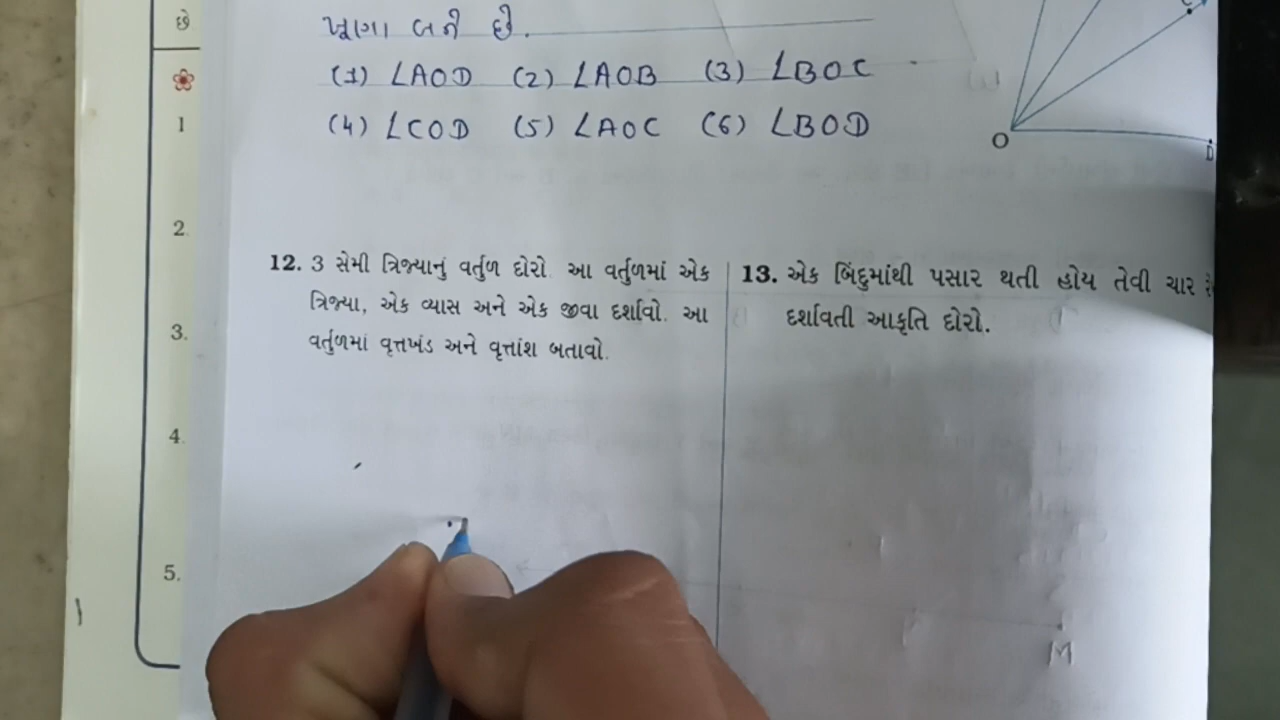 છે
ખૂણા બને છે.
(1) ∠AOD (2) ∠AOB (3) ∠BOC
(4) ∠COD (5) ∠AOC (6) ∠BOD
C
O
D
1
2.
3.
4.
5.
12. 3 સેમી ત્રિજ્યાનું વર્તુળ દોરો. આ વર્તુળમાં એક
ત્રિજ્યા, એક વ્યાસ અને એક જીવા દર્શાવો. આ
વર્તુળમાં વૃત્તખંડ અને વૃત્તાંશ બતાવો.
13. એક બિંદુમાંથી પસાર થતી હોય તેવી ચાર
દર્શાવતી આકૃતિ દોરો.
M